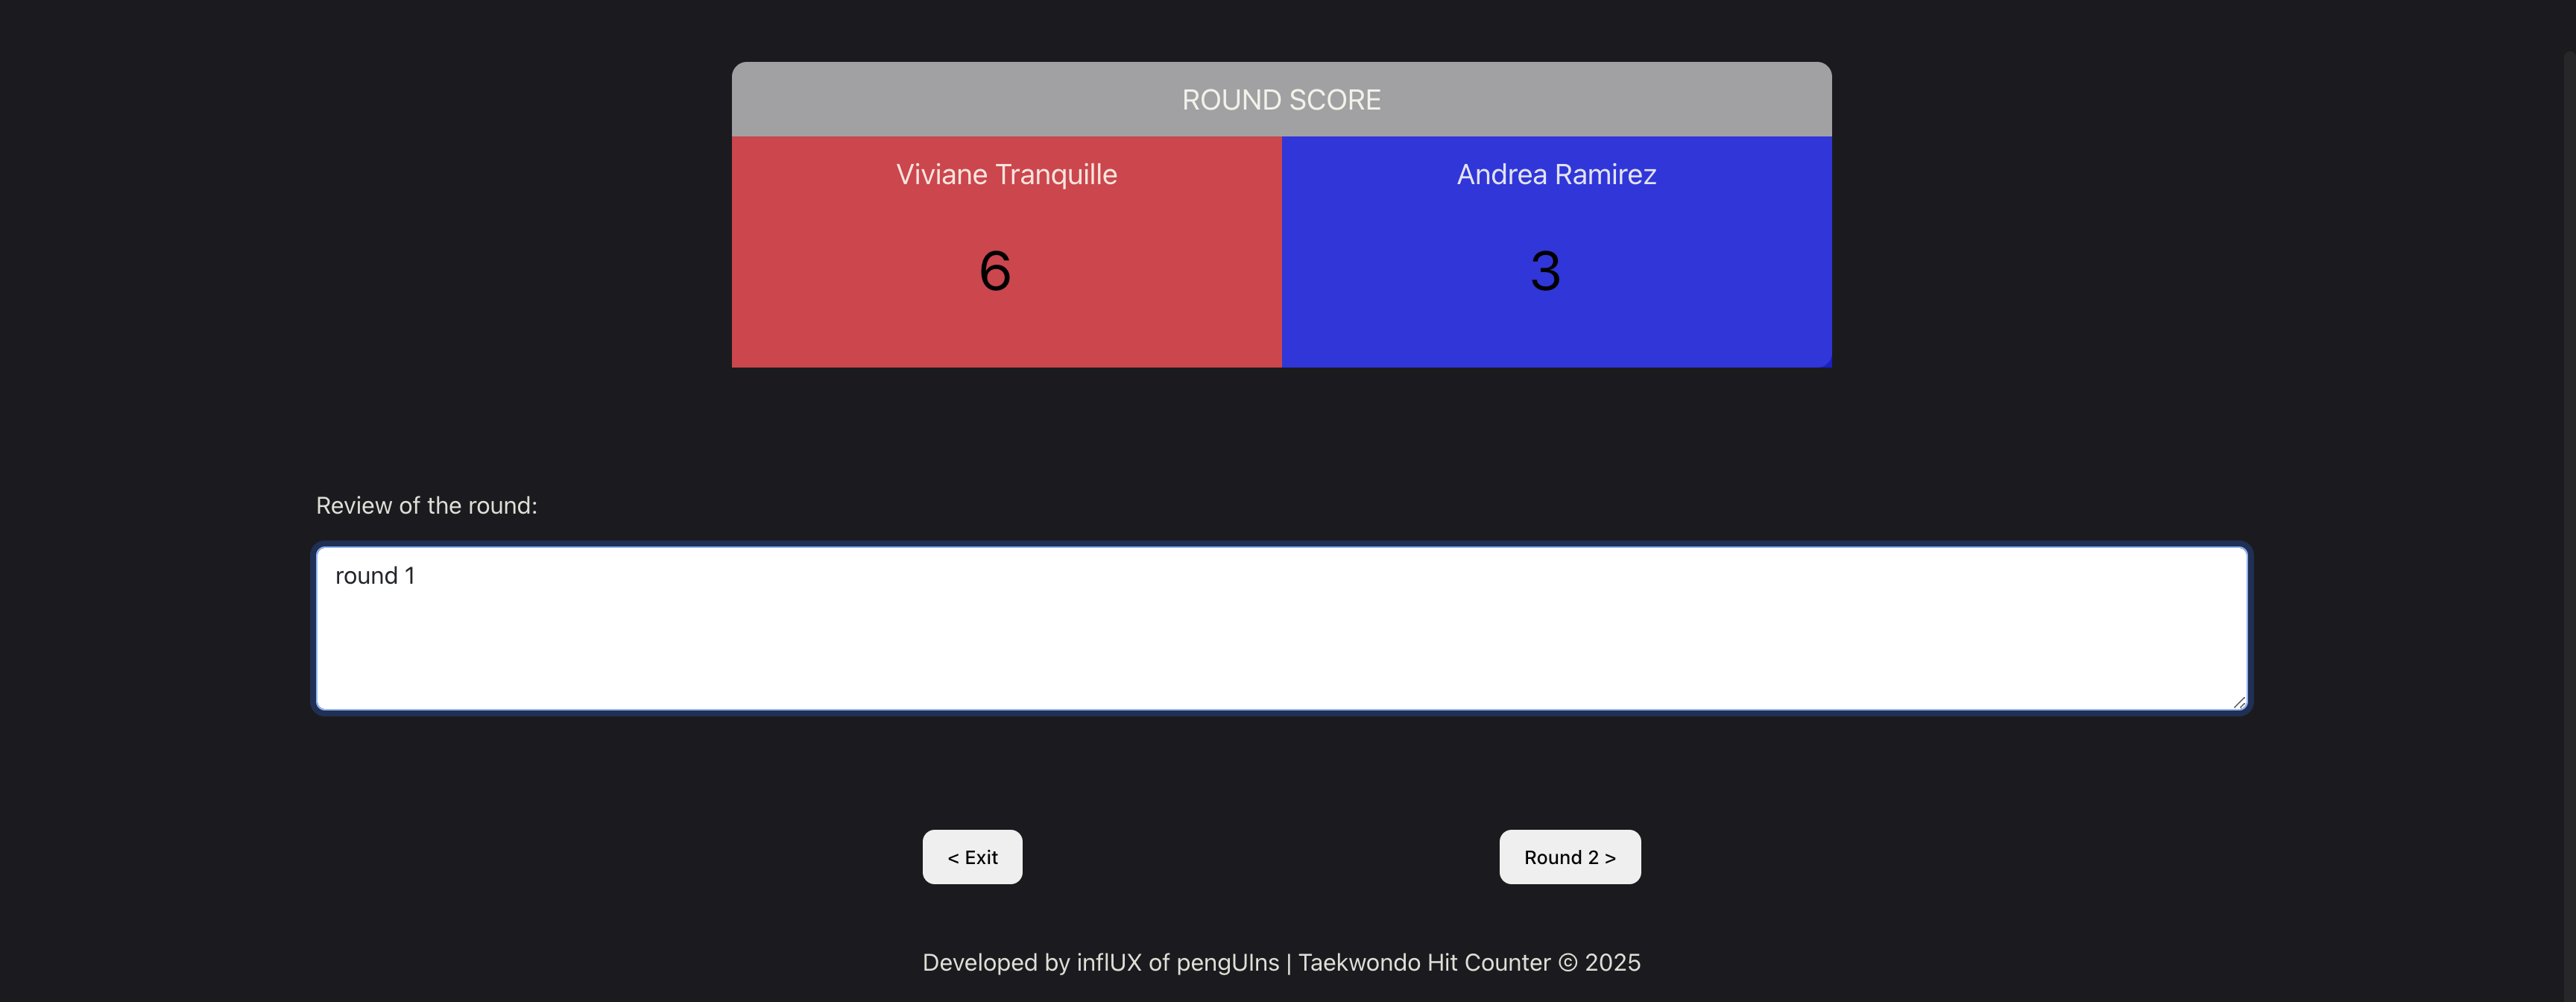 ROUND SCORE
Viviane Tranquille
Andrea Ramirez
6
3
Review of the round:
round 1
< Exit
Round 2 >
Developed by inflUX of pengUIns | Taekwondo Hit Counter © 2025